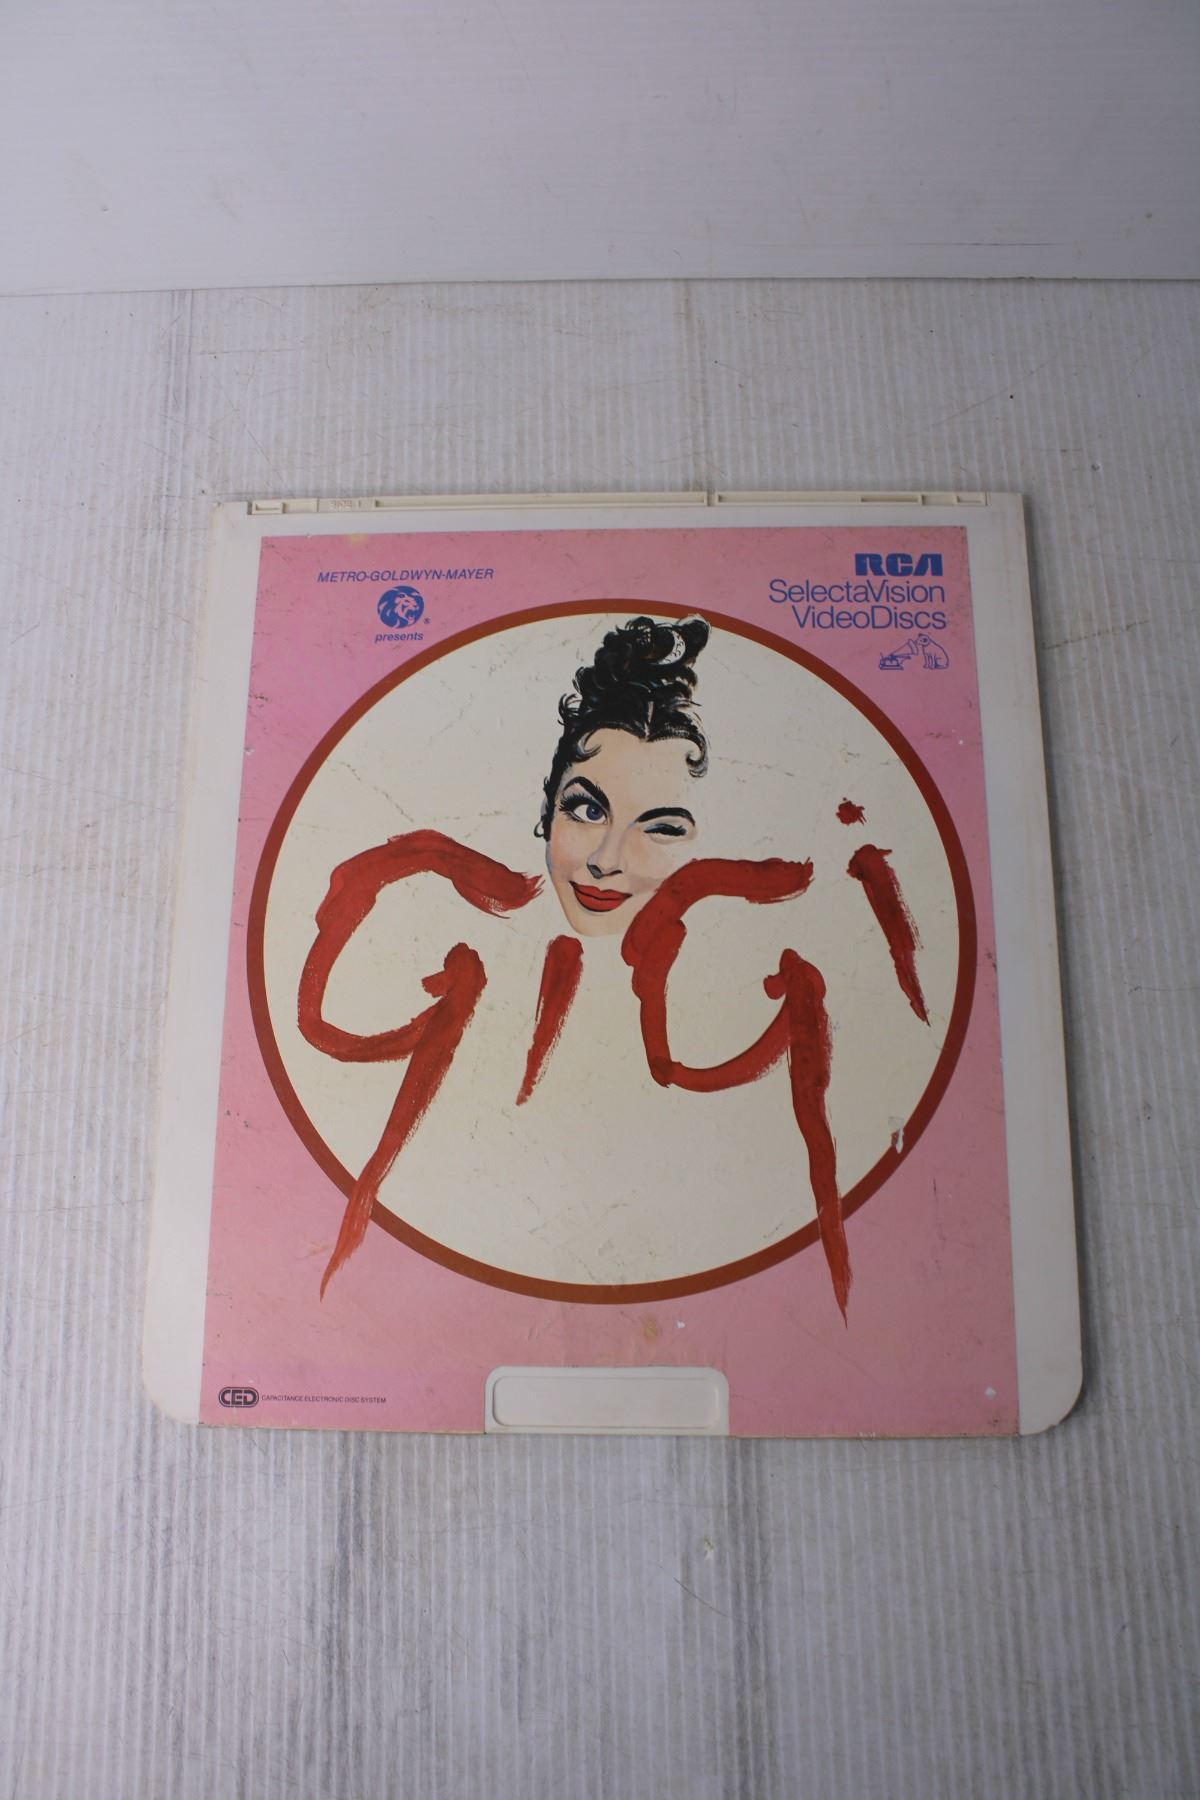 METRO-GOLDWYN-MAYER
presents
RCA
SelectaVision
VideoDiscs
GiGi
CED CAPACITANCE ELECTRONIC DISC SYSTEM